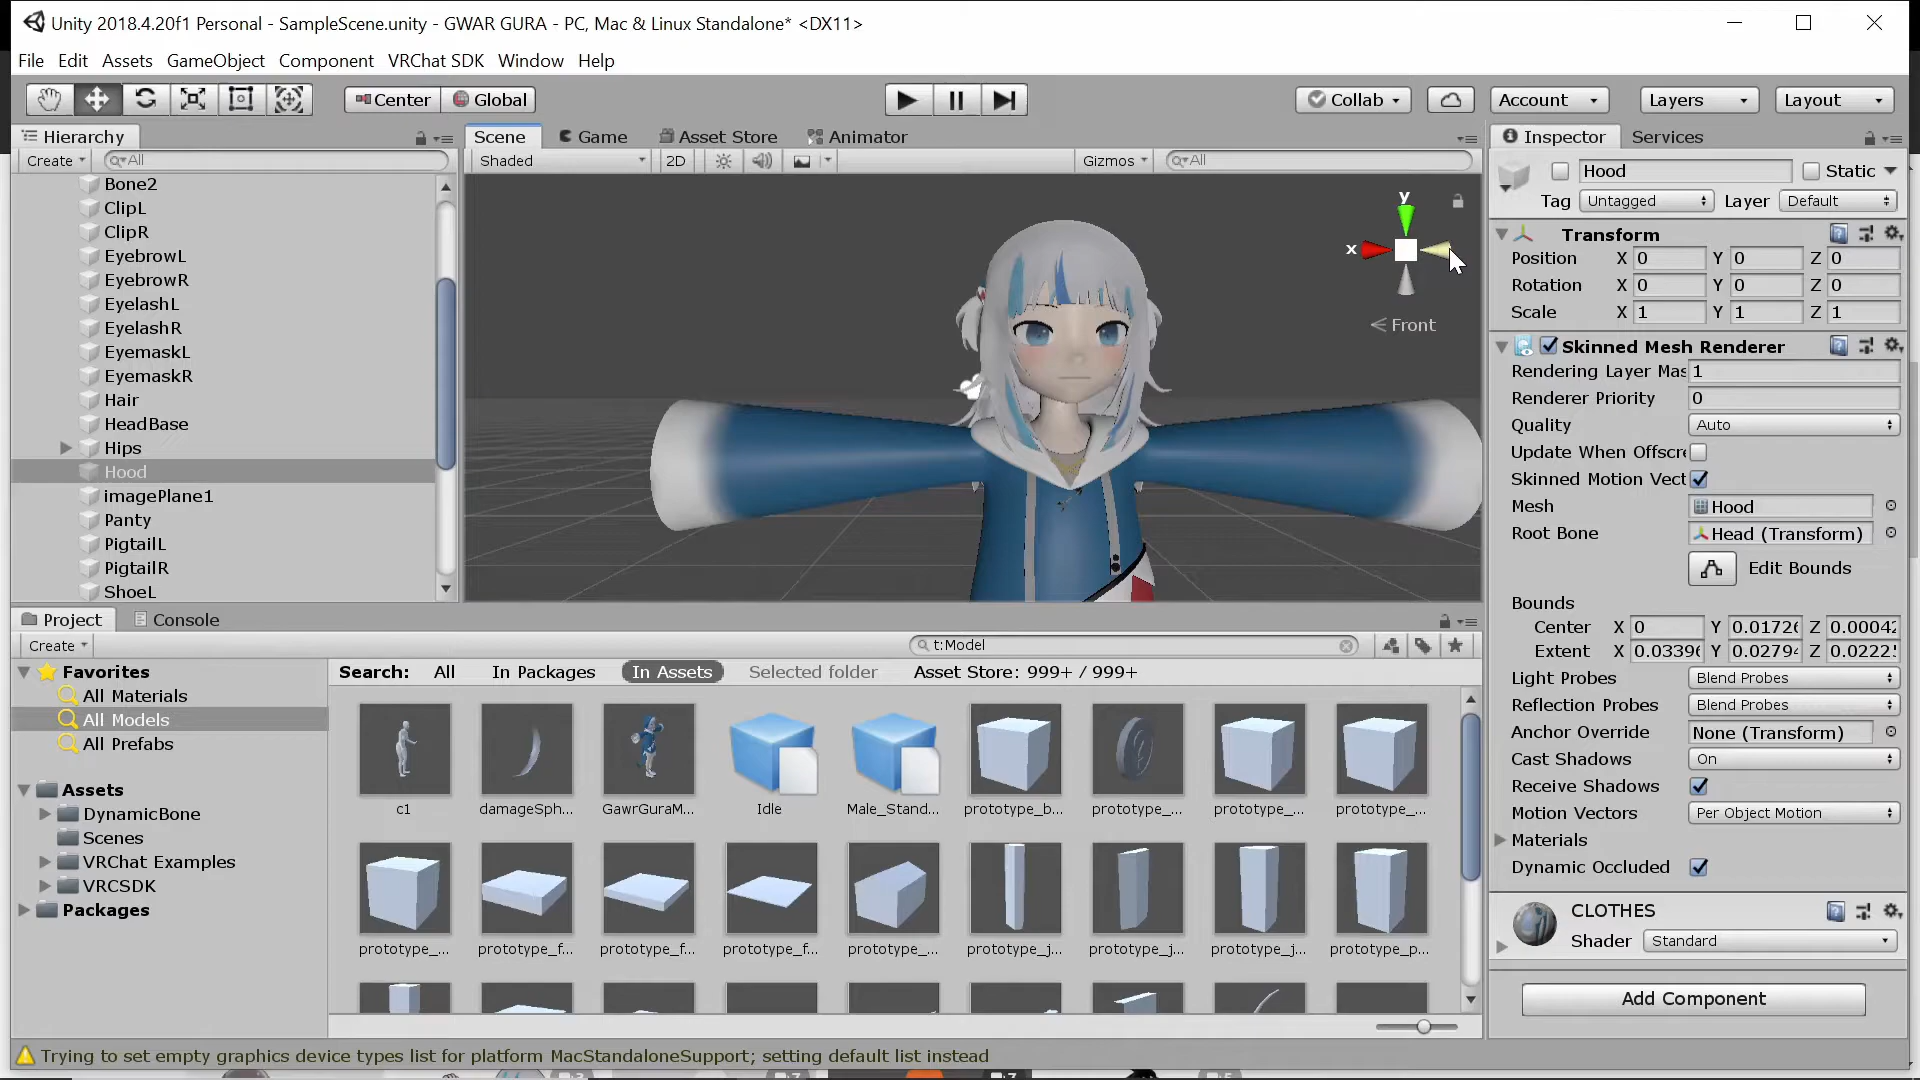 Unity 2018.4.20f1 Personal - SampleScene.unity - GWAR GURA - PC, Mac & Linux Standalone* <DX11>
File Edit Assets GameObject Component VRChat SDK Window Help
Center Global Collab Account Layers Layout
Hierarchy
Create All
Bone2
ClipL
ClipR
EyebrowL
EyebrowR
EyelashL
EyelashR
EyemaskL
EyemaskR
Hair
HeadBase
Hips
Hood
imagePlane1
Panty
PigtailL
PigtailR
ShoeL
Scene Game Asset Store Animator
Shaded 2D Gizmos All
y
x
Front
Inspector Services
Hood Static
Tag Untagged Layer Default
Transform
Position X 0 Y 0 Z 0
Rotation X 0 Y 0 Z 0
Scale X 1 Y 1 Z 1
Skinned Mesh Renderer
Rendering Layer Mas 1
Renderer Priority 0
Quality Auto
Update When Offscre
Skinned Motion Vect
Mesh Hood
Root Bone Head (Transform)
Edit Bounds
Bounds
Center X 0 Y 0.0172 Z 0.0004
Extent X 0.0339 Y 0.0279 Z 0.0222
Light Probes Blend Probes
Reflection Probes Blend Probes
Anchor Override None (Transform)
Cast Shadows On
Receive Shadows
Motion Vectors Per Object Motion
Materials
Dynamic Occluded
CLOTHES
Shader Standard
Add Component
Project Console
Create t:Model
Favorites
All Materials
All Models
All Prefabs
Assets
DynamicBone
Scenes
VRChat Examples
VRCSDK
Packages
Search: All In Packages In Assets Selected folder Asset Store: 999+ / 999+
c1 damageSph... GawrGuraM... Idle Male_Stand... prototype_b... prototype_... prototype_... prototype_...
prototype_... prototype_f... prototype_f... prototype_f... prototype_... prototype_j... prototype_j... prototype_j... prototype_p...
Trying to set empty graphics device types list for platform MacStandaloneSupport; setting default list instead